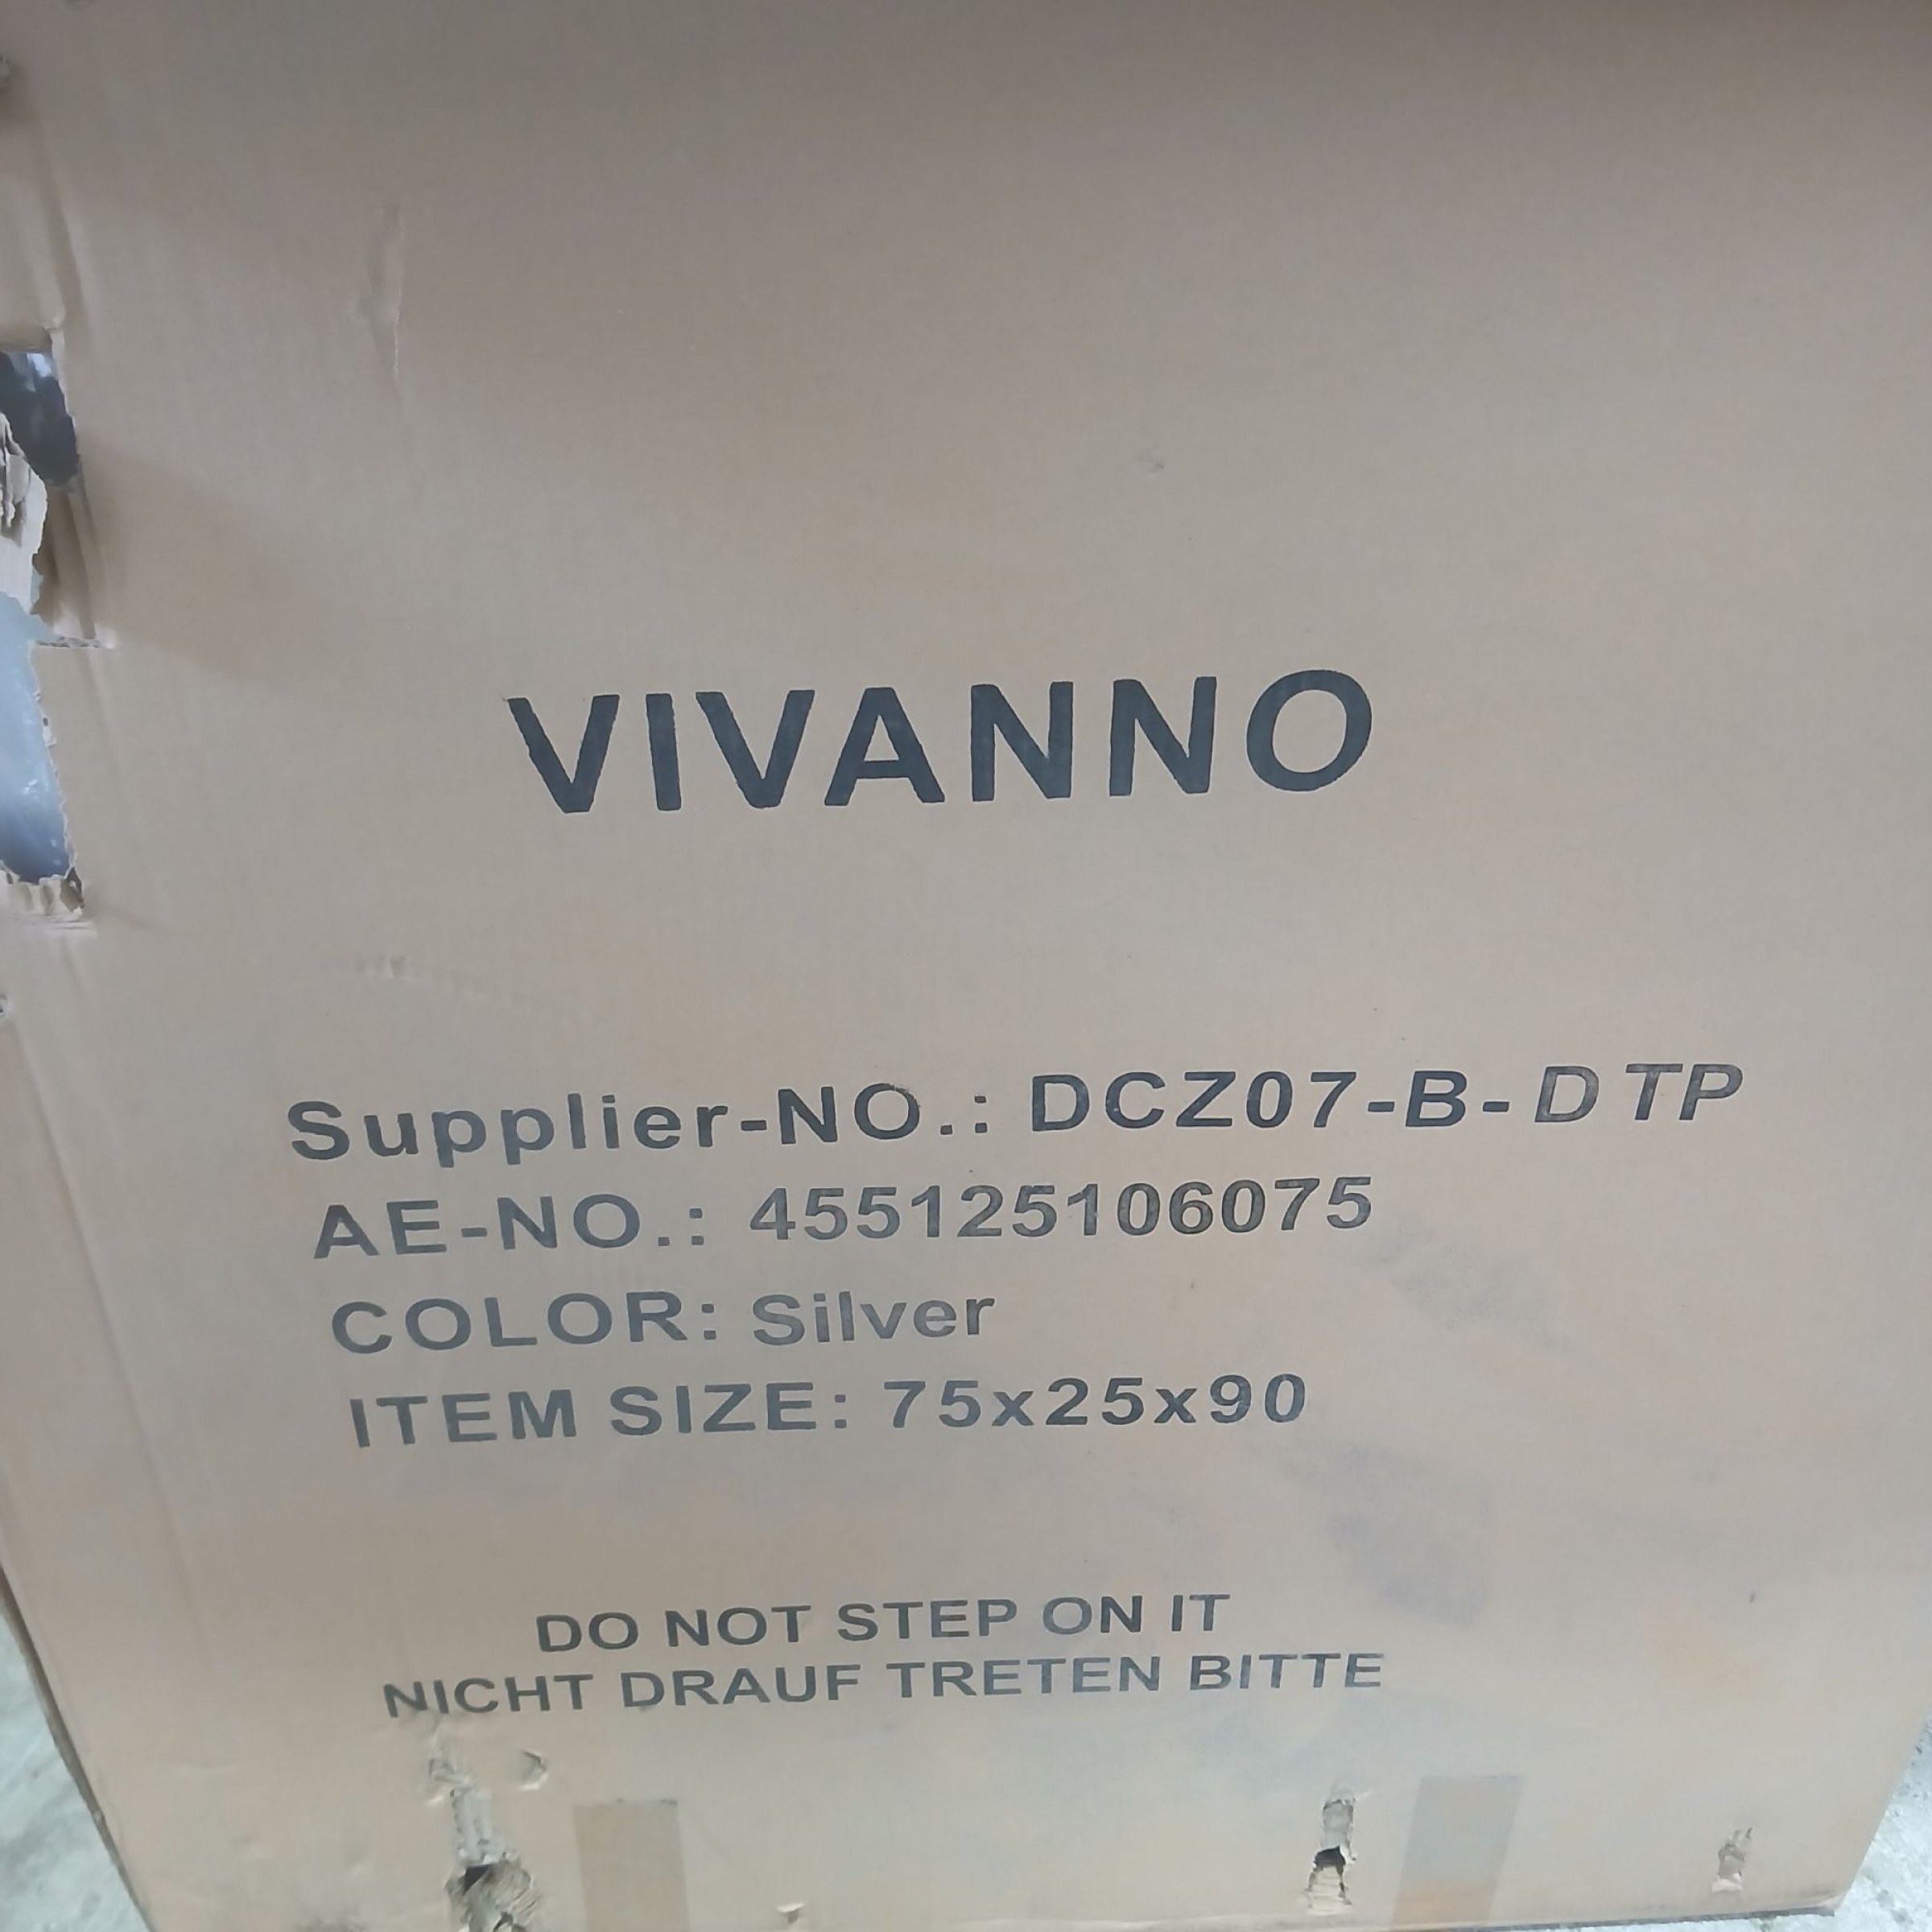 VIVANNO
Supplier-NO.: DCZ07-B-DTP
AE-NO.: 455125106075
COLOR: Silver
ITEM SIZE: 75x25x90
DO NOT STEP ON IT
NICHT DRAUF TRETEN BITTE